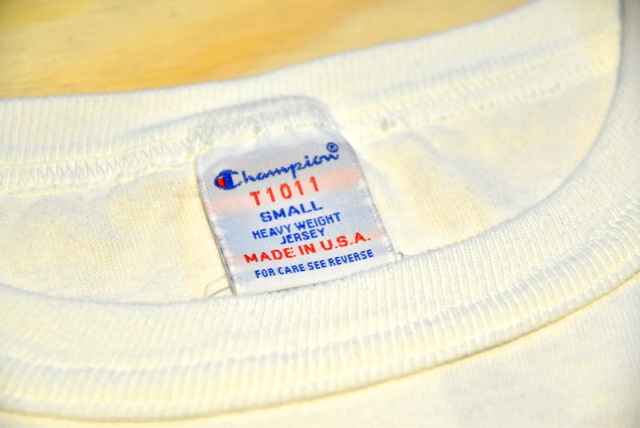 Champion®
T1011
SMALL
HEAVY WEIGHT
JERSEY
MADE IN U.S.A.
FOR CARE SEE REVERSE